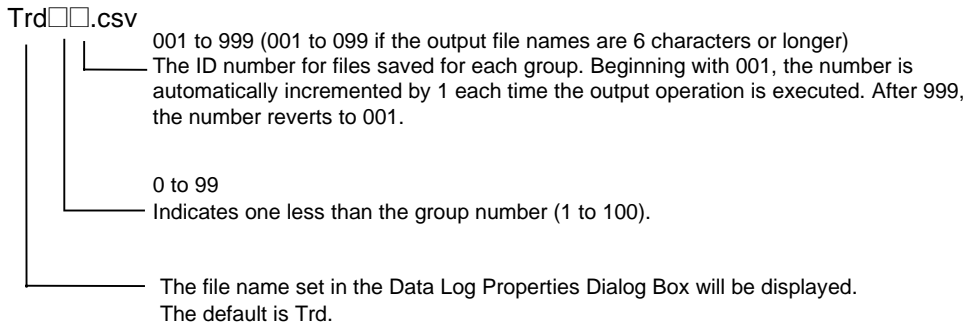 Trd□□.csv
001 to 999 (001 to 099 if the output file names are 6 characters or longer)
The ID number for files saved for each group. Beginning with 001, the number is
automatically incremented by 1 each time the output operation is executed. After 999,
the number reverts to 001.
0 to 99
Indicates one less than the group number (1 to 100).
The file name set in the Data Log Properties Dialog Box will be displayed.
The default is Trd.